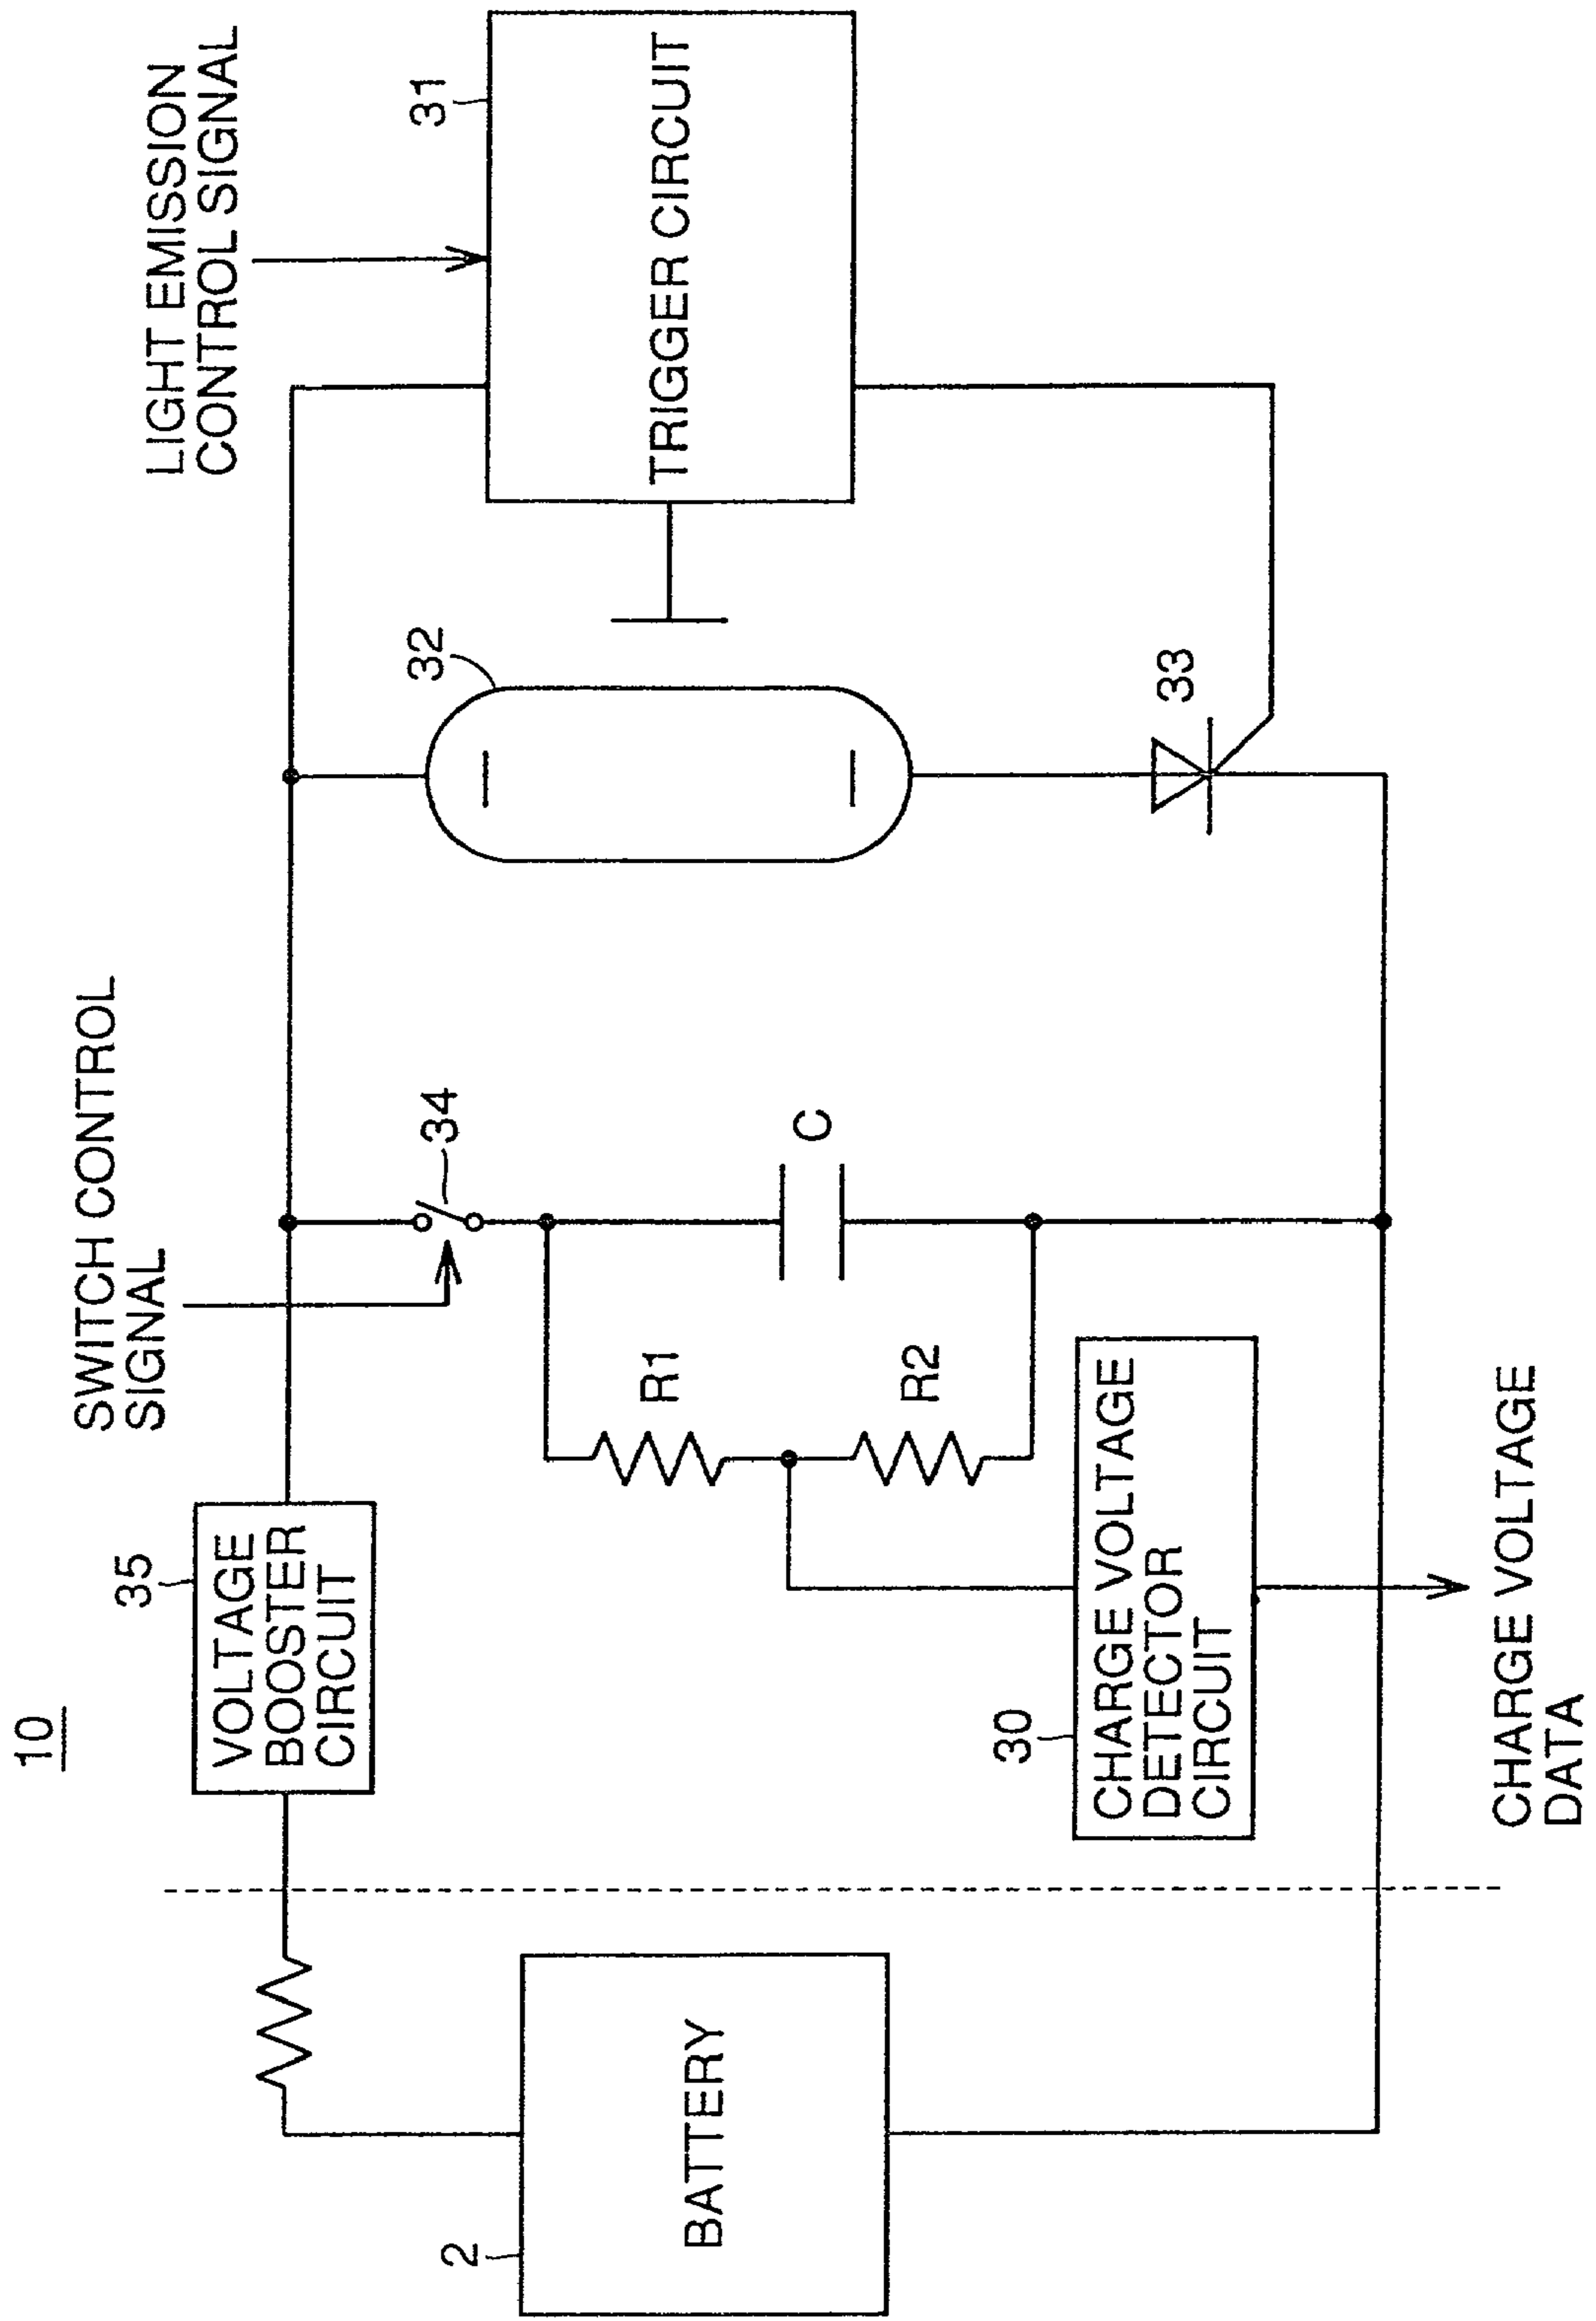 10
SWITCH CONTROL
SIGNAL
LIGHT EMISSION
CONTROL SIGNAL
35
VOLTAGE
BOOSTER
CIRCUIT
34
32
31
2
BATTERY
R1
R2
C
TRIGGER CIRCUIT
30
CHARGE VOLTAGE
DETECTOR
CIRCUIT
33
CHARGE VOLTAGE
DATA